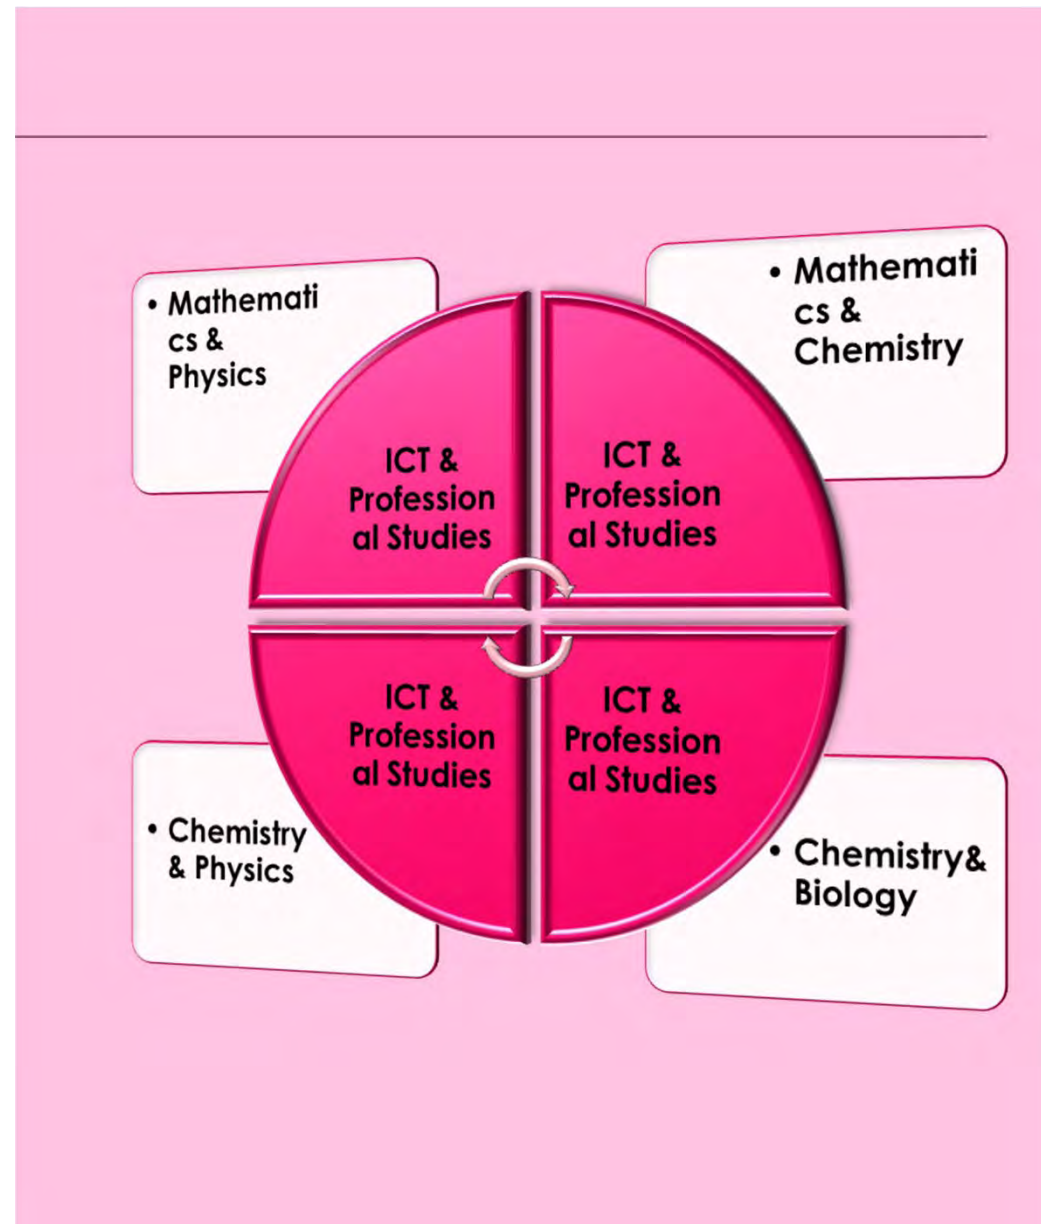 • Mathemati
cs &
Physics
• Mathemati
cs &
Chemistry
ICT &
Profession
al Studies
ICT &
Profession
al Studies
ICT &
Profession
al Studies
ICT &
Profession
al Studies
• Chemistry
& Physics
• Chemistry&
Biology